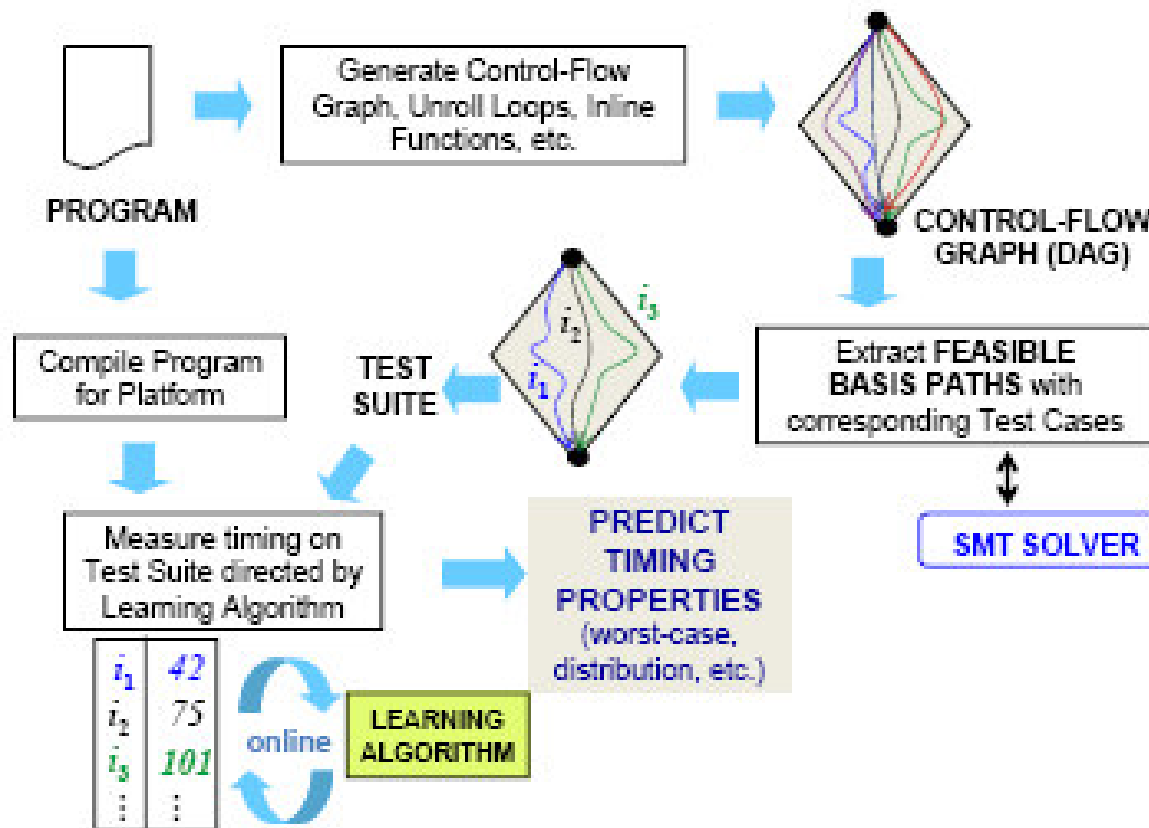 Generate Control-Flow
Graph, Unroll Loops, Inline
Functions, etc.
PROGRAM
CONTROL-FLOW
GRAPH (DAG)
Compile Program
for Platform
TEST
SUITE
i1
i2
i3
Extract FEASIBLE
BASIS PATHS with
corresponding Test Cases
SMT SOLVER
Measure timing on
Test Suite directed by
Learning Algorithm
PREDICT
TIMING
PROPERTIES
(worst-case,
distribution, etc.)
i1 42
i2 75
i3 101
⋮ ⋮
online
LEARNING
ALGORITHM